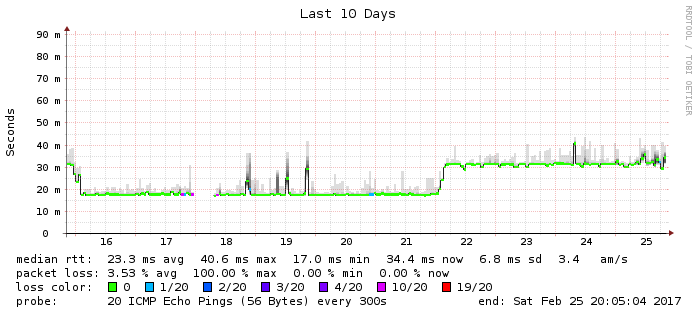 Last 10 Days
RRDTOOL / TOBI OETIKER
Seconds
90 m
80 m
70 m
60 m
50 m
40 m
30 m
20 m
10 m
0
16 17 18 19 20 21 22 23 24 25
median rtt: 23.3 ms avg 40.6 ms max 17.0 ms min 34.4 ms now 6.8 ms sd 3.4 am/s
packet loss: 3.53 % avg 100.00 % max 0.00 % min 0.00 % now
loss color: 0 1/20 2/20 3/20 4/20 10/20 19/20
probe: 20 ICMP Echo Pings (56 Bytes) every 300s end: Sat Feb 25 20:05:04 2017